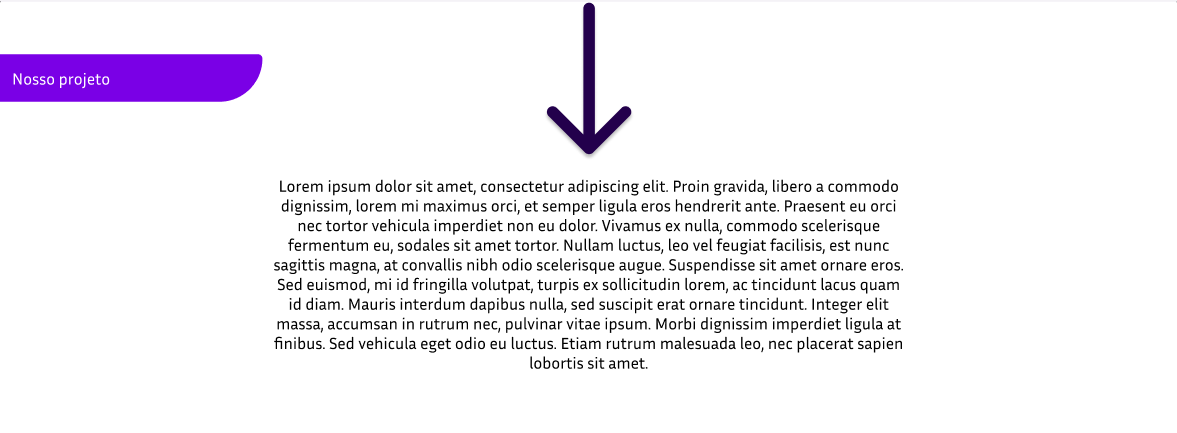 Nosso projeto
Lorem ipsum dolor sit amet, consectetur adipiscing elit. Proin gravida, libero a commodo
dignissim, lorem mi maximus orci, et semper ligula eros hendrerit ante. Praesent eu orci
nec tortor vehicula imperdiet non eu dolor. Vivamus ex nulla, commodo scelerisque
fermentum eu, sodales sit amet tortor. Nullam luctus, leo vel feugiat facilisis, est nunc
sagittis magna, at convallis nibh odio scelerisque augue. Suspendisse sit amet ornare eros.
Sed euismod, mi id fringilla volutpat, turpis ex sollicitudin lorem, ac tincidunt lacus quam
id diam. Mauris interdum dapibus nulla, sed suscipit erat ornare tincidunt. Integer elit
massa, accumsan in rutrum nec, pulvinar vitae ipsum. Morbi dignissim imperdiet ligula at
finibus. Sed vehicula eget odio eu luctus. Etiam rutrum malesuada leo, nec placerat sapien
lobortis sit amet.